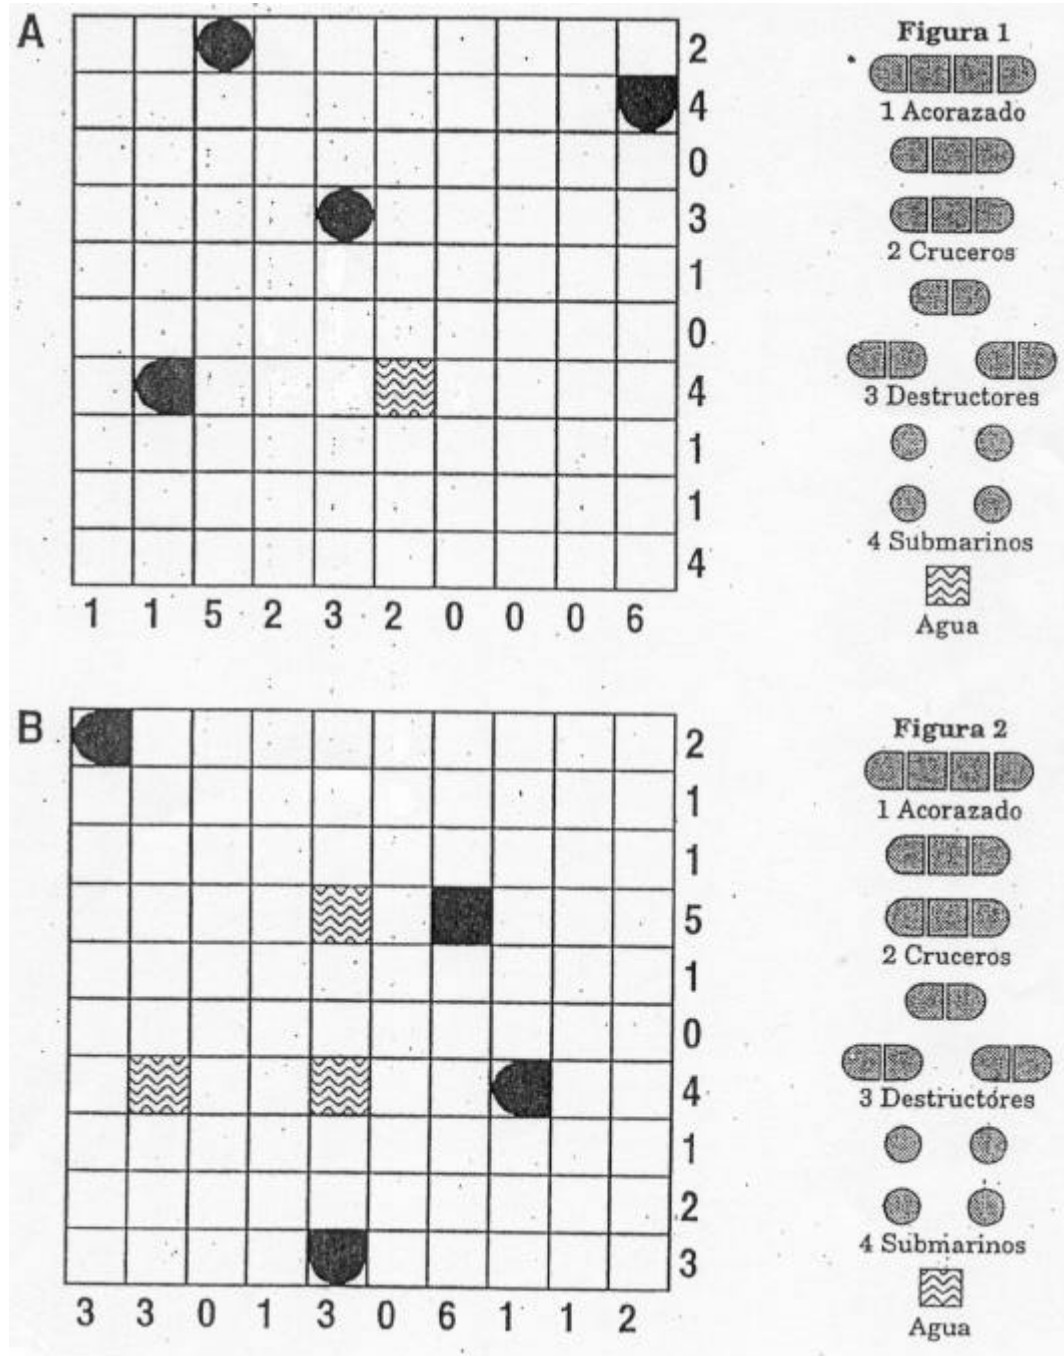 A
2
4
0
3
1
0
4
1
1
4
1 1 5 2 3 2 0 0 0 6
Figura 1
1 Acorazado
2 Cruceros
3 Destructores
4 Submarinos
Agua
B
2
1
1
5
1
0
4
1
2
3
3 3 0 1 3 0 6 1 1 2
Figura 2
1 Acorazado
2 Cruceros
3 Destructores
4 Submarinos
Agua